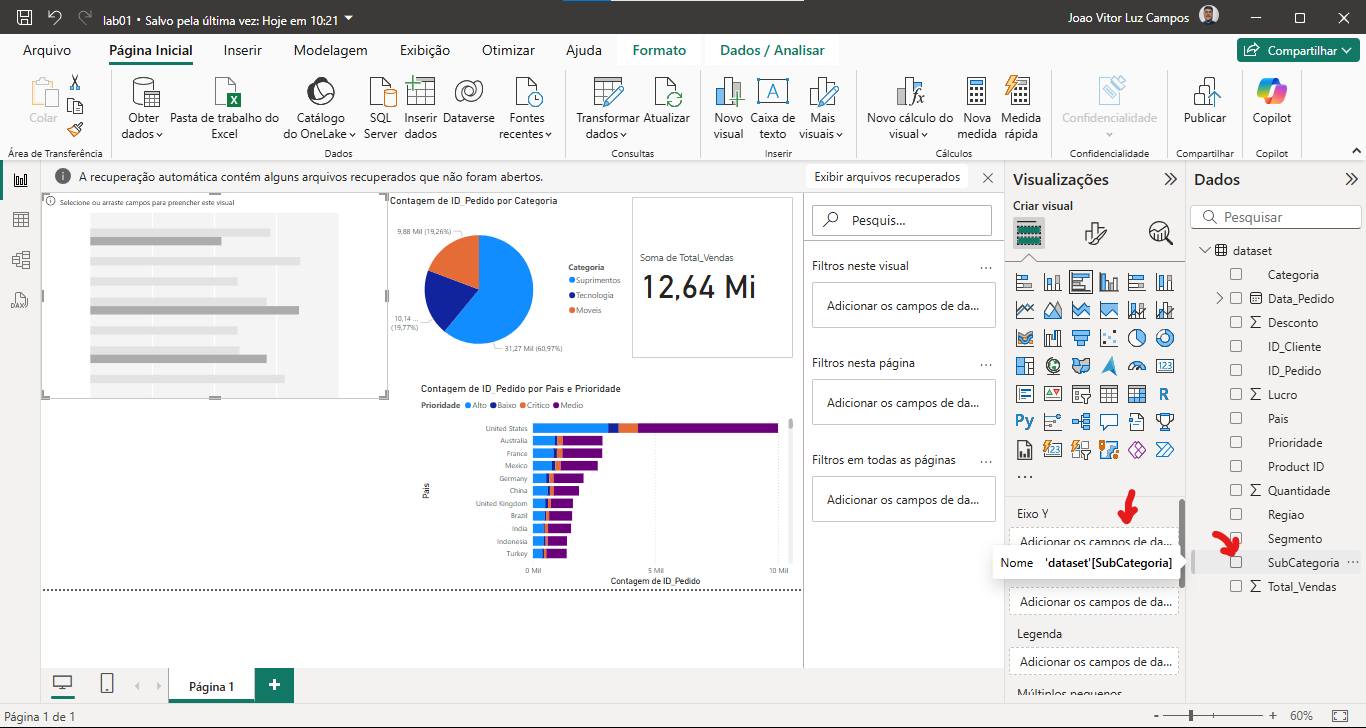 lab01 • Salvo pela última vez: Hoje em 10:21
Joao Vitor Luz Campos
Arquivo
Página Inicial
Inserir
Modelagem
Exibição
Otimizar
Ajuda
Formato
Dados / Analisar
Compartilhar
Colar
Obter dados
Pasta de trabalho do Excel
Catálogo do OneLake
SQL Server
Inserir dados
Dataverse
Fontes recentes
Transformar dados
Atualizar
Novo visual
Caixa de texto
Mais visuais
Novo cálculo do visual
Nova medida
Medida rápida
Confidencialidade
Publicar
Copilot
Área de Transferência
Dados
Consultas
Inserir
Cálculos
Confidencialidade
Compartilhar
Copilot
A recuperação automática contém alguns arquivos recuperados que não foram abertos.
Exibir arquivos recuperados
Selecione ou arraste campos para preencher este visual
Contagem de ID_Pedido por Categoria
9,88 Mil (19,26%)
10,14 ...
(19,77%)
31,27 Mil (60,97%)
Categoria
Suprimentos
Tecnologia
Moveis
Soma de Total_Vendas
12,64 Mi
Contagem de ID_Pedido por Pais e Prioridade
Prioridade Alto Baixo Critico Medio
Pais
United States
Australia
France
Mexico
Germany
China
United Kingdom
Brazil
India
Indonesia
Turkey
0 Mil 5 Mil 10 Mil
Contagem de ID_Pedido
Pesquis...
Filtros neste visual ...
Adicionar os campos de da...
Filtros nesta página ...
Adicionar os campos de da...
Filtros em todas as páginas ...
Adicionar os campos de da...
Visualizações
Criar visual
123
R
Py
123
...
Eixo Y
Adicionar os campos de da...
Nome 'dataset'[SubCategoria]
Adicionar os campos de da...
Legenda
Adicionar os campos de da...
Múltiplos pequenos
Dados
Pesquisar
dataset
Categoria
Data_Pedido
Desconto
ID_Cliente
ID_Pedido
Lucro
Pais
Prioridade
Product ID
Quantidade
Regiao
Segmento
SubCategoria ...
Total_Vendas
DAX
Página 1
+
Página 1 de 1
- + 60%